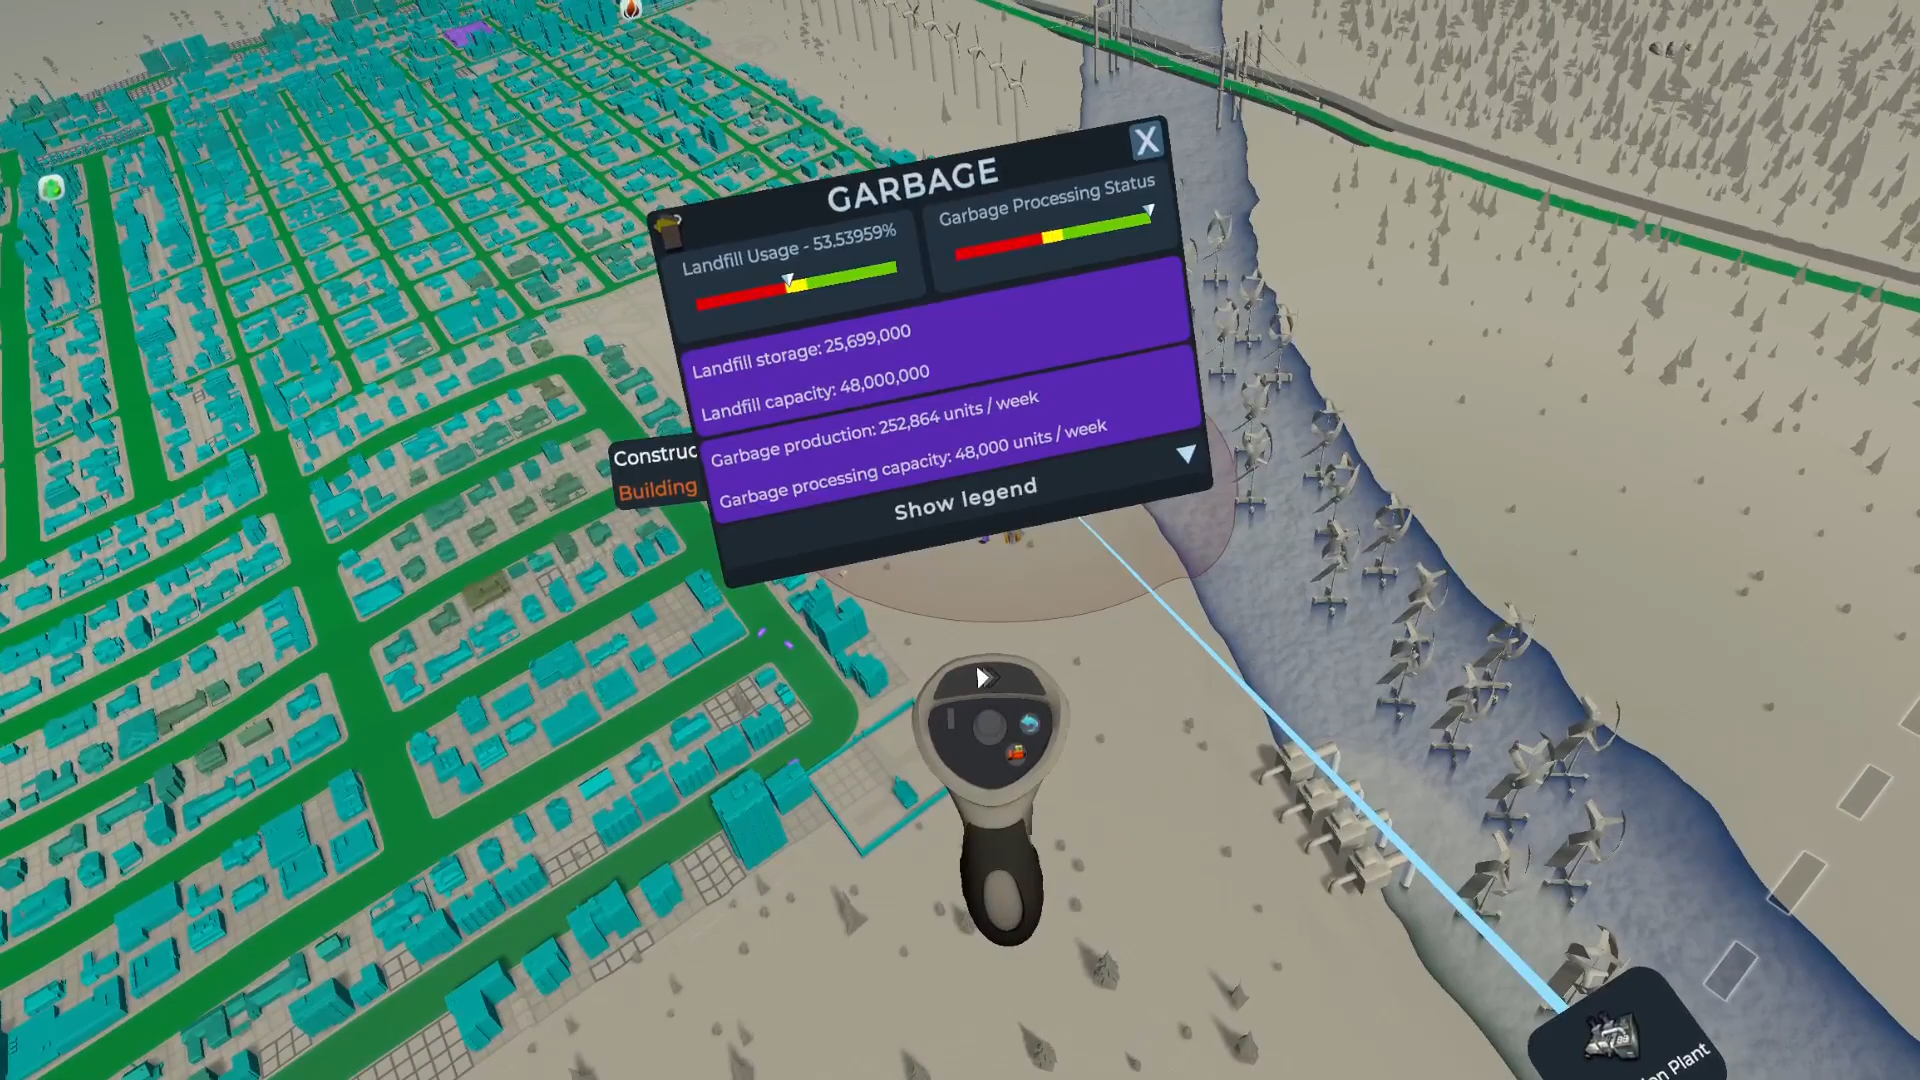 X
GARBAGE
Landfill Usage - 53.53959%
Garbage Processing Status
Landfill storage: 25,699,000
Landfill capacity: 48,000,000
Garbage production: 252,864 units / week
Garbage processing capacity: 48,000 units / week
Show legend
Construc
Building
Plant